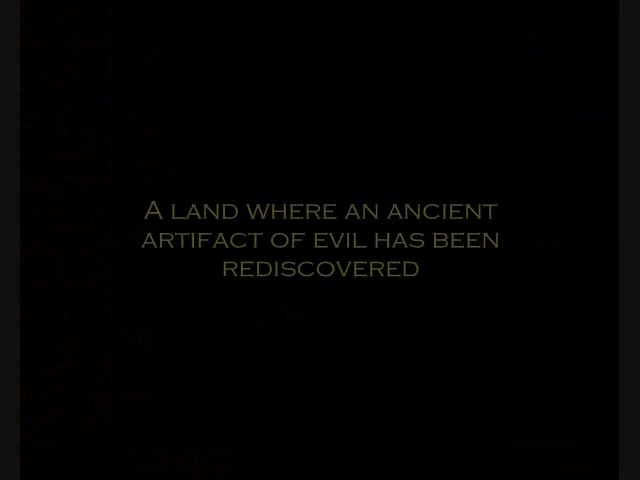 A LAND WHERE AN ANCIENT
ARTIFACT OF EVIL HAS BEEN
REDISCOVERED